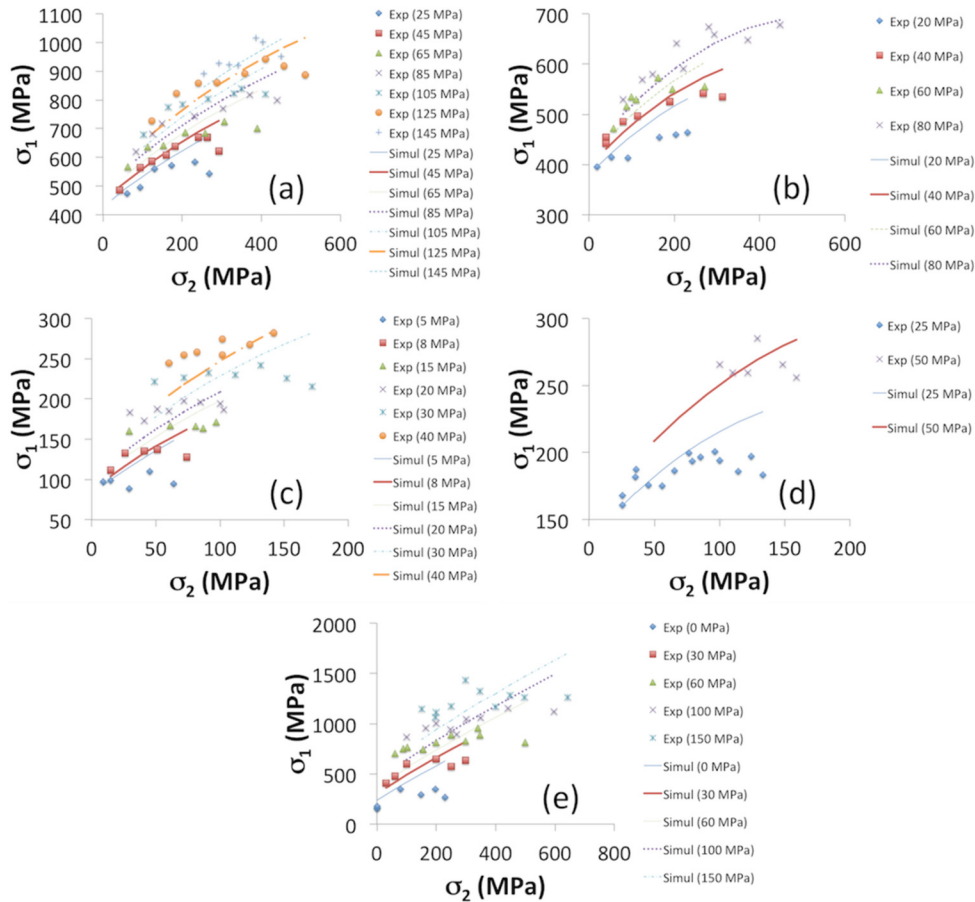 1100
1000
900
800
700
600
500
400
0
200
400
600
σ1 (MPa)
σ2 (MPa)
(a)
Exp (25 MPa)
Exp (45 MPa)
Exp (65 MPa)
Exp (85 MPa)
Exp (105 MPa)
Exp (125 MPa)
Exp (145 MPa)
Simul (25 MPa)
Simul (45 MPa)
Simul (65 MPa)
Simul (85 MPa)
Simul (105 MPa)
Simul (125 MPa)
Simul (145 MPa)
700
600
500
400
300
0
200
400
600
σ1 (MPa)
σ2 (MPa)
(b)
Exp (20 MPa)
Exp (40 MPa)
Exp (60 MPa)
Exp (80 MPa)
Simul (20 MPa)
Simul (40 MPa)
Simul (60 MPa)
Simul (80 MPa)
300
250
200
150
100
50
0
50
100
150
200
σ1 (MPa)
σ2 (MPa)
(c)
Exp (5 MPa)
Exp (8 MPa)
Exp (15 MPa)
Exp (20 MPa)
Exp (30 MPa)
Exp (40 MPa)
Simul (5 MPa)
Simul (8 MPa)
Simul (15 MPa)
Simul (20 MPa)
Simul (30 MPa)
Simul (40 MPa)
300
250
200
150
0
50
100
150
200
σ1 (MPa)
σ2 (MPa)
(d)
Exp (25 MPa)
Exp (50 MPa)
Simul (25 MPa)
Simul (50 MPa)
2000
1500
1000
500
0
0
200
400
600
800
σ1 (MPa)
σ2 (MPa)
(e)
Exp (0 MPa)
Exp (30 MPa)
Exp (60 MPa)
Exp (100 MPa)
Exp (150 MPa)
Simul (0 MPa)
Simul (30 MPa)
Simul (60 MPa)
Simul (100 MPa)
Simul (150 MPa)